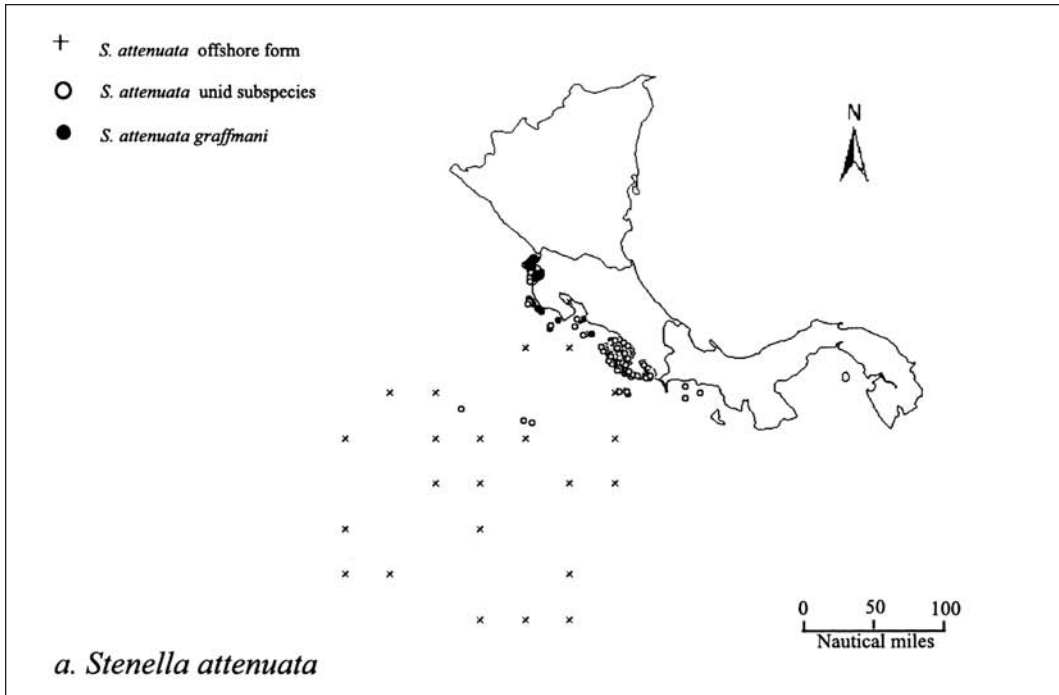 S. attenuata offshore form
S. attenuata unid subspecies
S. attenuata graffmani
N
0 50 100
Nautical miles
a. Stenella attenuata